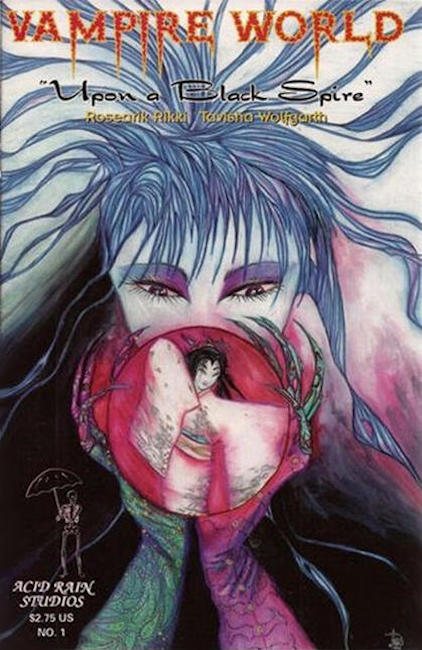 VAMPIRE WORLD
"Upon a Black Spire"
Rosearik Rikki Tavisha Wolfgarth
ACID RAIN
STUDIOS
$2.75 US
NO. 1